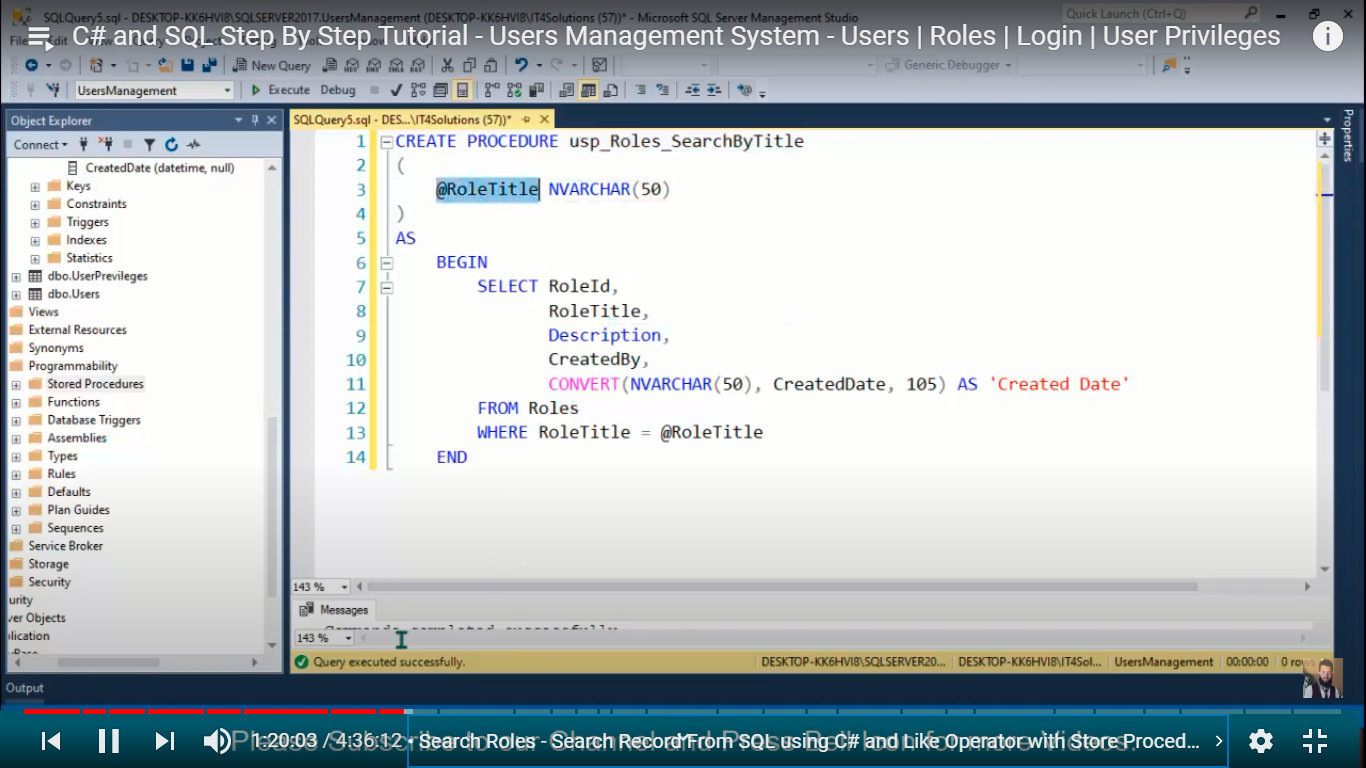 SQLQuery5.sql - DESKTOP-KK6HVI8\SQLSERVER2017.UsersManagement (DESKTOP-KK6HVI8\IT4Solutions (57))* - Microsoft SQL Server Management Studio
Quick Launch (Ctrl+Q)
C# and SQL Step By Step Tutorial - Users Management System - Users | Roles | Login | User Privileges
New Query
Generic Debugger
UsersManagement
Execute
Debug
Object Explorer
SQLQuery5.sql - DES...\IT4Solutions (57))*
Properties
Connect
CreatedDate (datetime, null)
Keys
Constraints
Triggers
Indexes
Statistics
dbo.UserPrevileges
dbo.Users
Views
External Resources
Synonyms
Programmability
Stored Procedures
Functions
Database Triggers
Assemblies
Types
Rules
Defaults
Plan Guides
Sequences
Service Broker
Storage
Security
urity
ver Objects
lication
1 CREATE PROCEDURE usp_Roles_SearchByTitle
2 (
3 @RoleTitle NVARCHAR(50)
4 )
5 AS
6 BEGIN
7 SELECT RoleId,
8 RoleTitle,
9 Description,
10 CreatedBy,
11 CONVERT(NVARCHAR(50), CreatedDate, 105) AS 'Created Date'
12 FROM Roles
13 WHERE RoleTitle = @RoleTitle
14 END
143 %
Messages
Commands completed successfully
143 %
Query executed successfully.
DESKTOP-KK6HVI8\SQLSERVER20...
DESKTOP-KK6HVI8\IT4Sol...
UsersManagement
00:00:00
0 rows
Output
1:20:03 / 4:36:12 • Search Roles - Search Record From SQL using C# and Like Operator with Store Proced...